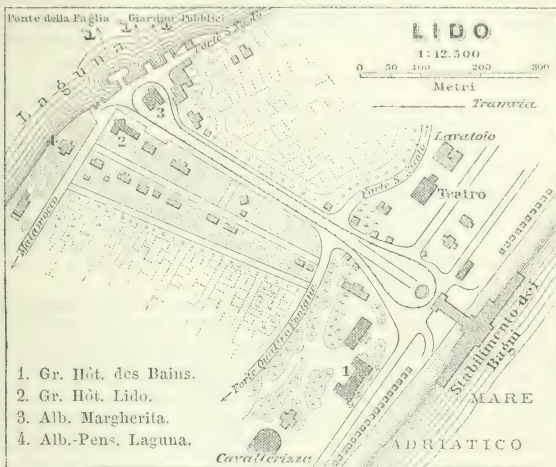 Ponte della Paglia Giardini Pubblici
LIDO
1:12.500
0 50 100 200 300
Metri
Tramvia
Laguna
Forte S. Nicolò
3
2
4
Malamocco
Lavatoio
Forte S. Nicolò
Teatro
Forte Quattro Fontane
1
Stabilimento dei
Bagni
1. Gr. Hôt. des Bains.
2. Gr. Hôt. Lido.
3. Alb. Margherita.
4. Alb.-Pens. Laguna.
Cavallerizza
MARE
ADRIATICO